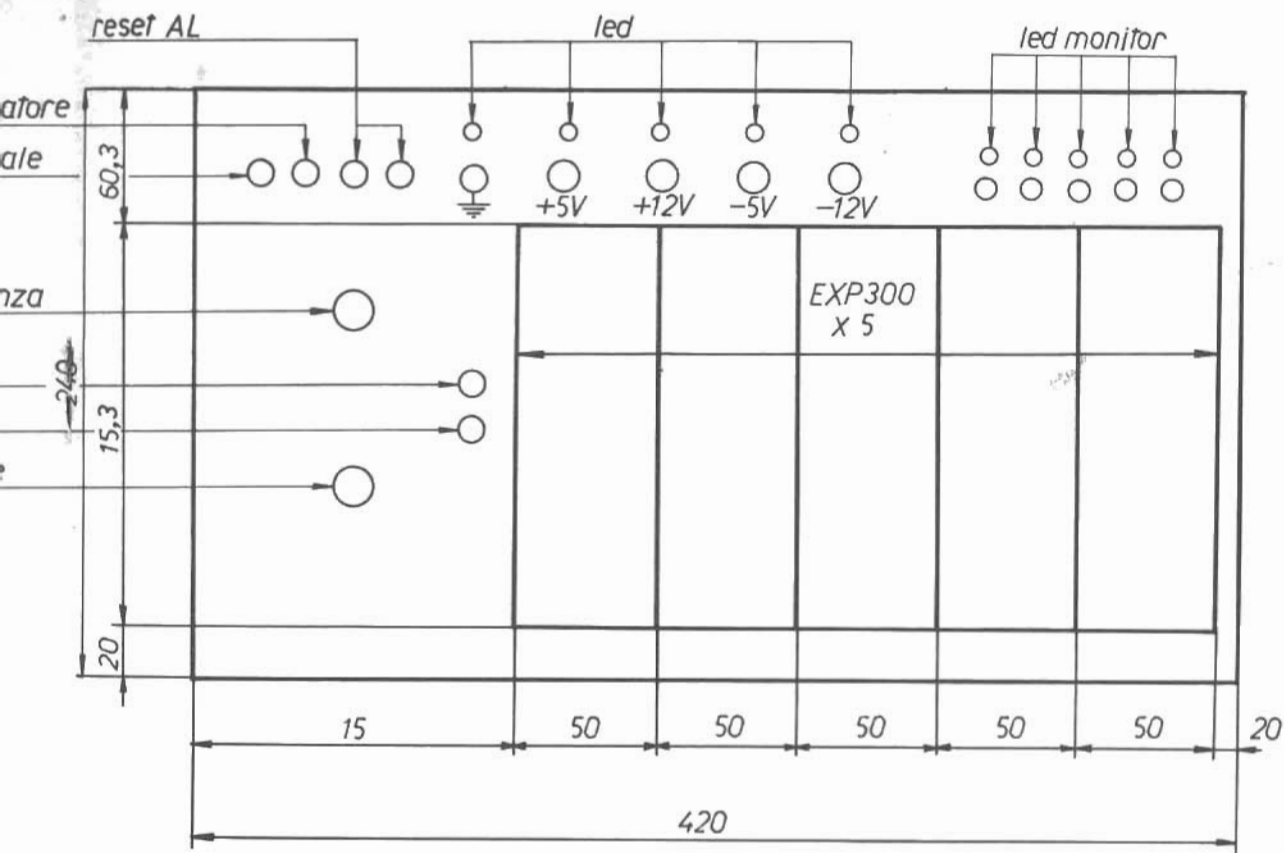 reset AL
led
led monitor
atore
ale
60,3
+5V +12V -5V -12V
nza
EXP300
X 5
240
15,3
20
15 50 50 50 50 50 20
420